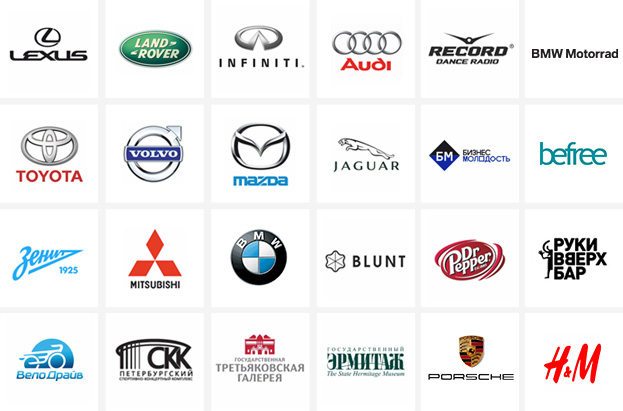 LEXUS
LAND
ROVER
INFINITI.
Audi
RECORD®
DANCE RADIO
BMW Motorrad
TOYOTA
VOLVO
mazda
JAGUAR
БМ
БИЗНЕС
МОЛОДОСТЬ
befree
Зенит
1925
MITSUBISHI
BMW
BLUNT
Dr
Pepper
РУКИ
ВВЕРХ
БАР
ВелоДрайв
СКК
ПЕТЕРБУРГСКИЙ
СПОРТИВНО-КОНЦЕРТНЫЙ КОМПЛЕКС
ГОСУДАРСТВЕННАЯ
ТРЕТЬЯКОВСКАЯ
ГАЛЕРЕЯ
ГОСУДАРСТВЕННЫЙ
ЭРМИТАЖ
The State Hermitage Museum
PORSCHE
H&M